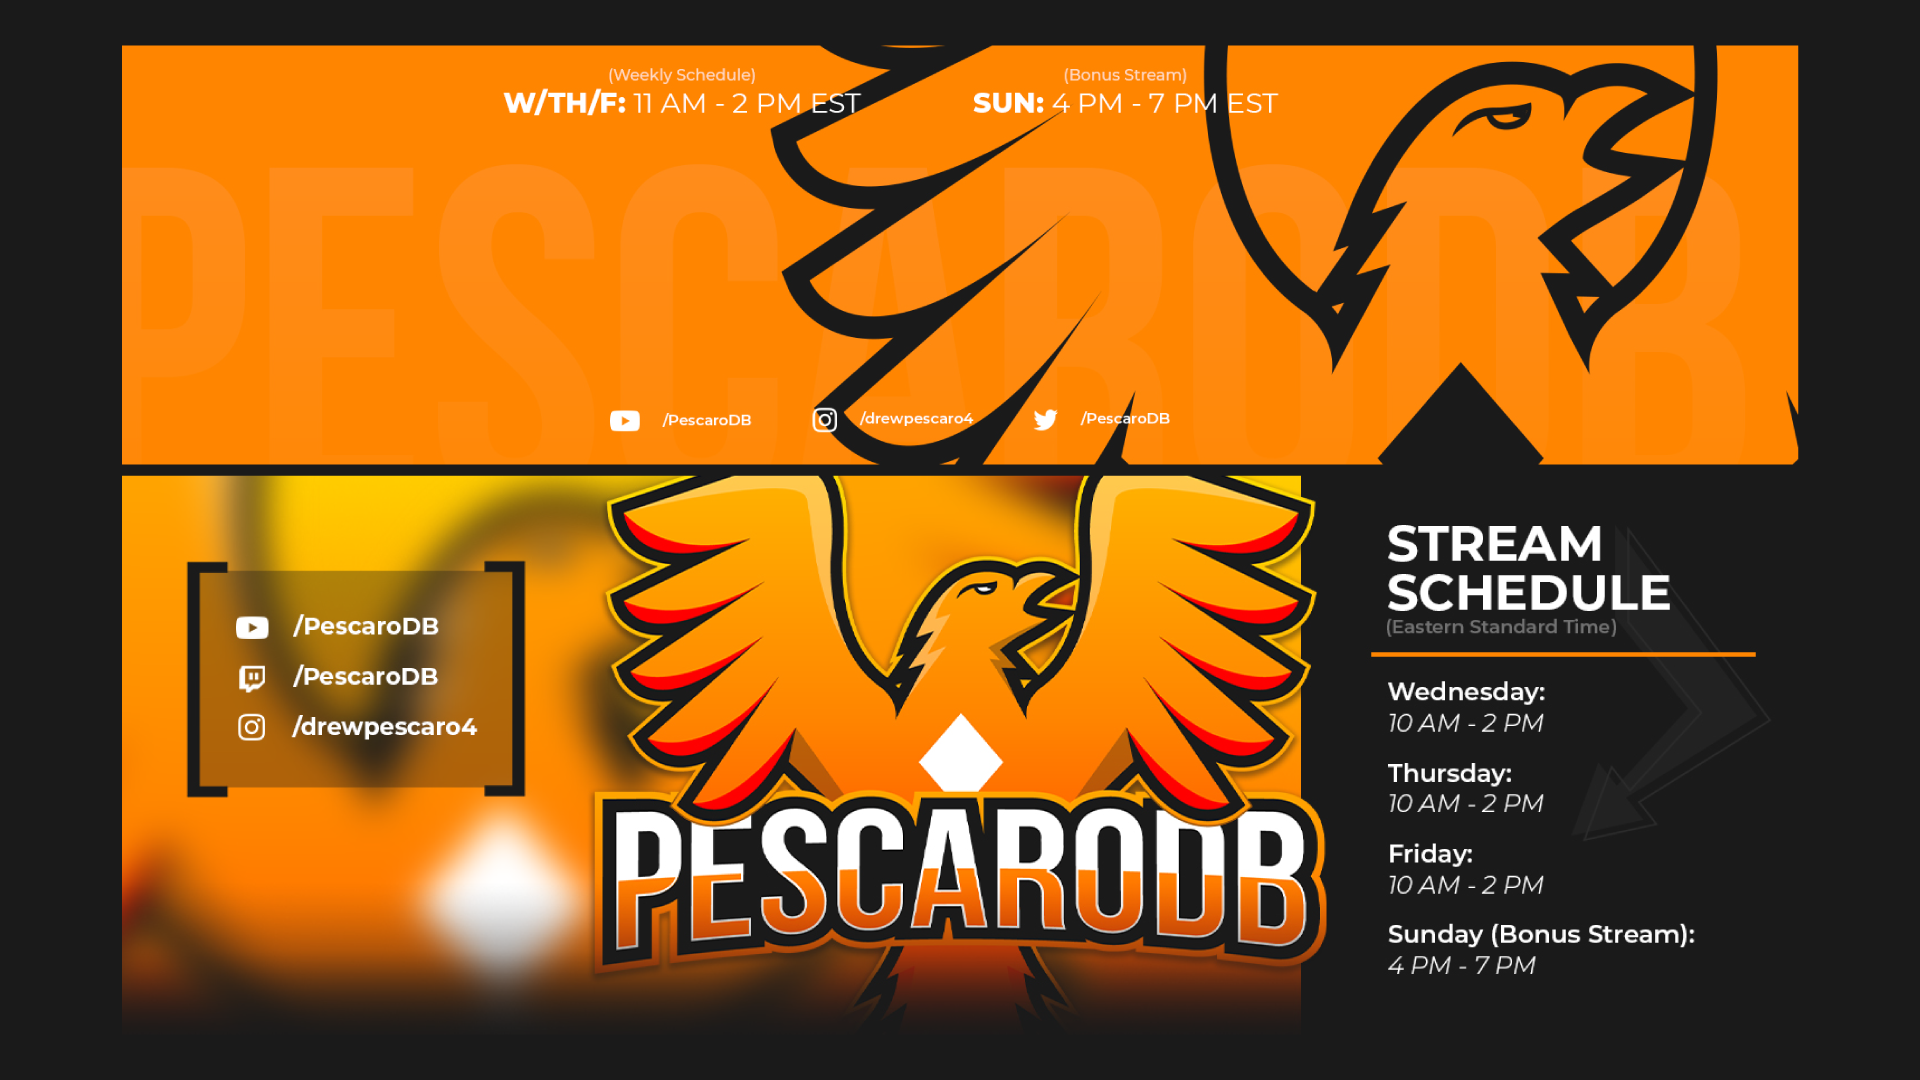 (Weekly Schedule)
W/TH/F: 11 AM - 2 PM EST
(Bonus Stream)
SUN: 4 PM - 7 PM EST
PESCARODB
/PescaroDB
/drewpescaro4
/PescaroDB
/PescaroDB
/PescaroDB
/drewpescaro4
PESCARODB
STREAM
SCHEDULE
(Eastern Standard Time)
Wednesday:
10 AM - 2 PM
Thursday:
10 AM - 2 PM
Friday:
10 AM - 2 PM
Sunday (Bonus Stream):
4 PM - 7 PM